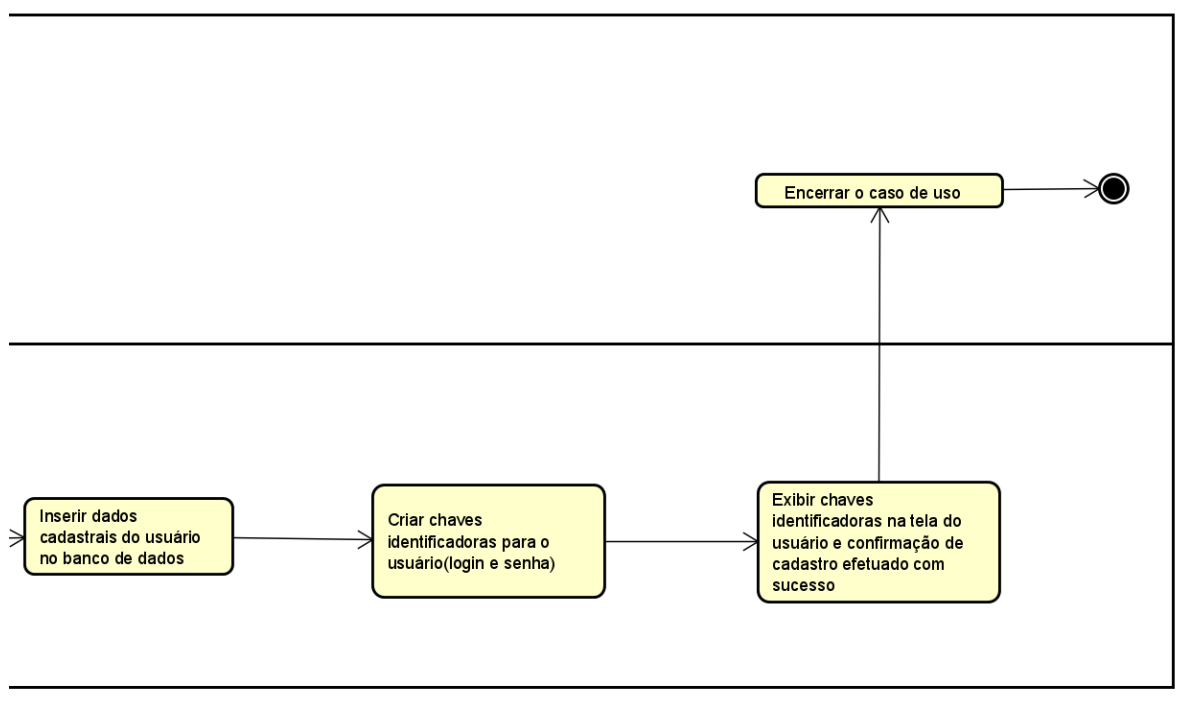 Encerrar o caso de uso
Inserir dados
cadastrais do usuário
no banco de dados
Criar chaves
identificadoras para o
usuário(login e senha)
Exibir chaves
identificadoras na tela do
usuário e confirmação de
cadastro efetuado com
sucesso